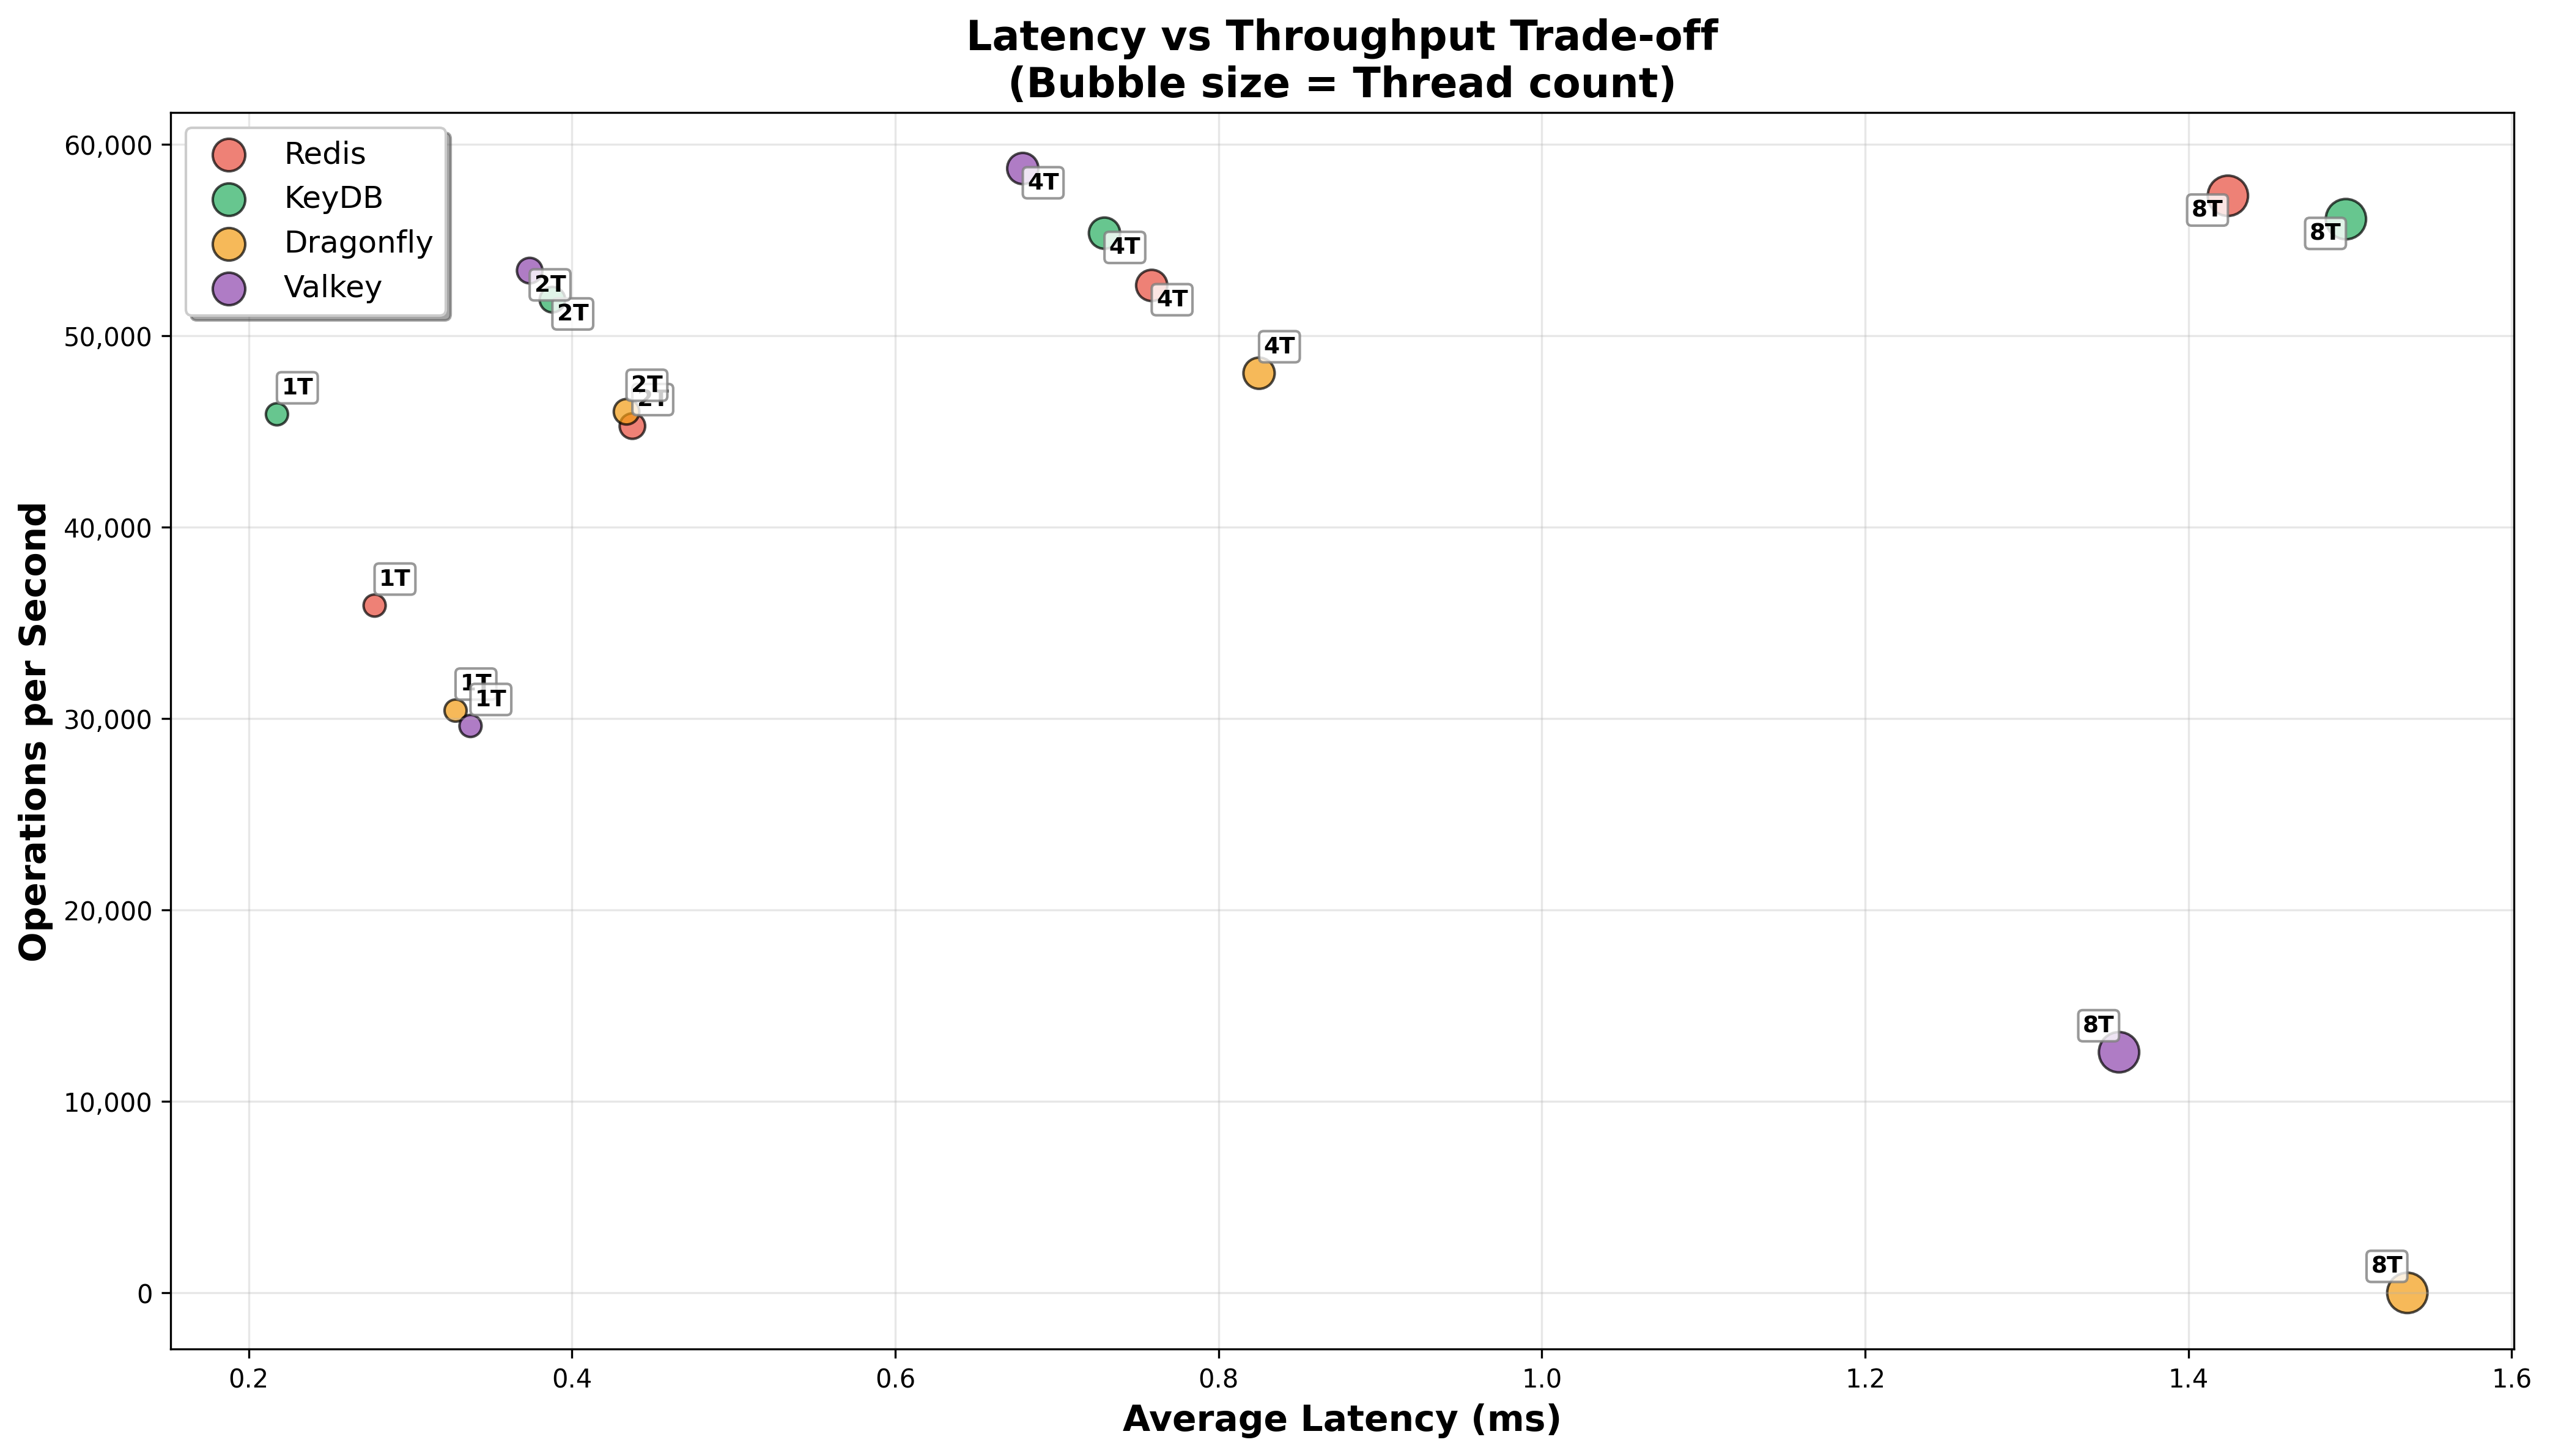 Latency vs Throughput Trade-off
(Bubble size = Thread count)
Redis
KeyDB
Dragonfly
Valkey
60,000
50,000
40,000
30,000
20,000
10,000
0
Operations per Second
4T
8T
8T
4T
2T
2T
4T
4T
2T
2T
1T
1T
1T
1T
8T
8T
0.2
0.4
0.6
0.8
1.0
1.2
1.4
1.6
Average Latency (ms)